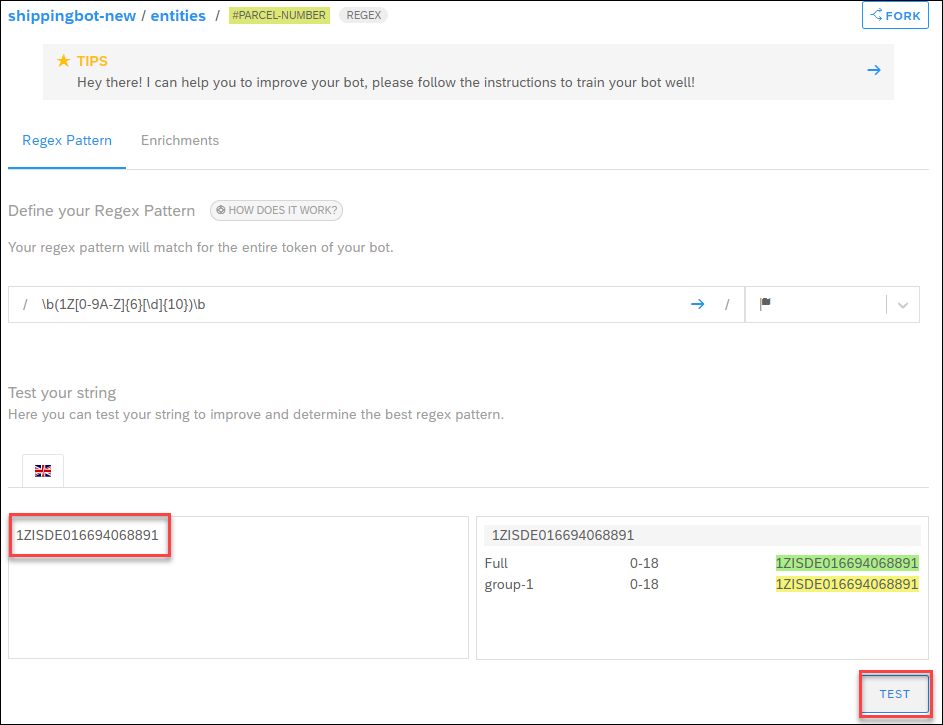 shippingbot-new / entities / #PARCEL-NUMBER REGEX FORK
TIPS
Hey there! I can help you to improve your bot, please follow the instructions to train your bot well!
Regex Pattern Enrichments
Define your Regex Pattern HOW DOES IT WORK?
Your regex pattern will match for the entire token of your bot.
/ \b(1Z[0-9A-Z]{6}[\d]{10})\b /
Test your string
Here you can test your string to improve and determine the best regex pattern.
1ZISDE016694068891 1ZISDE016694068891
Full 0-18 1ZISDE016694068891
group-1 0-18 1ZISDE016694068891
TEST